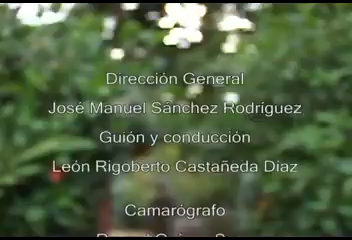 Dirección General
José Manuel Sánchez Rodríguez
Guión y conducción
León Rigoberto Castañeda Díaz
Camarógrafo